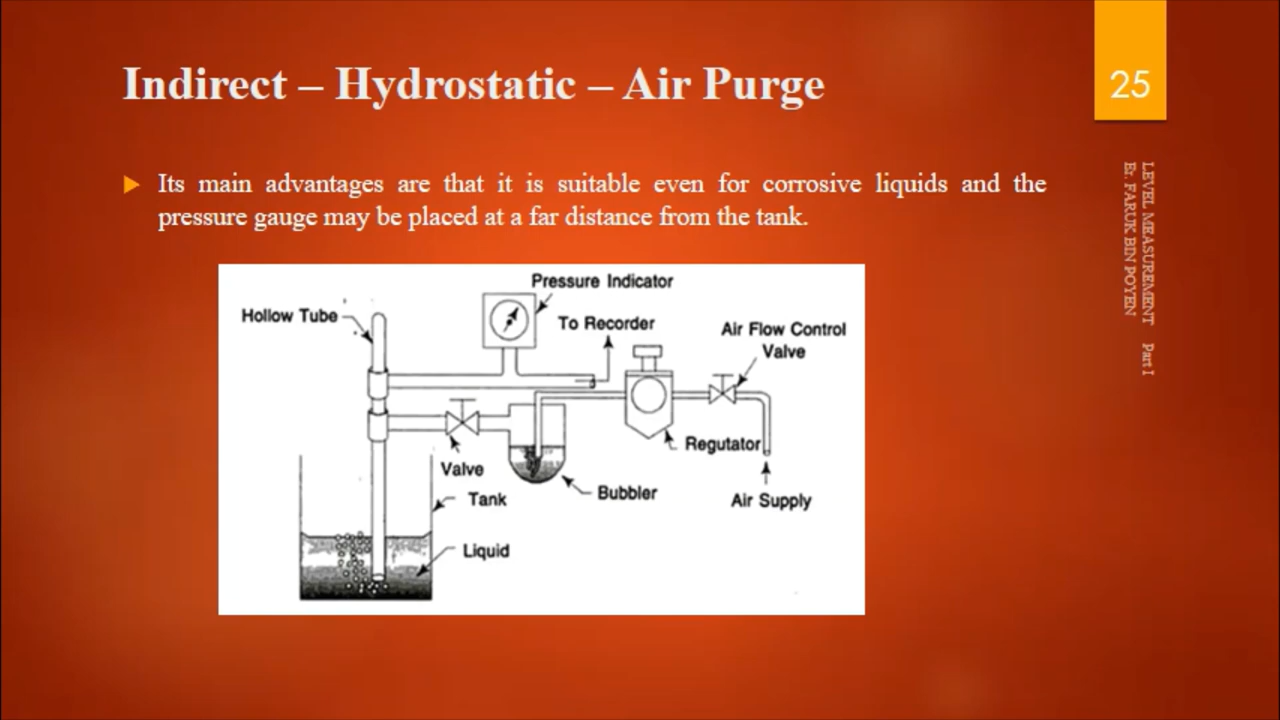 Indirect – Hydrostatic – Air Purge
25
Its main advantages are that it is suitable even for corrosive liquids and the
pressure gauge may be placed at a far distance from the tank.
LEVEL MEASUREMENT Part I
Er. FARUK BIN POYEN
Pressure Indicator
Hollow Tube
To Recorder
Air Flow Control
Valve
Regutator
Valve
Bubbler
Tank
Air Supply
Liquid